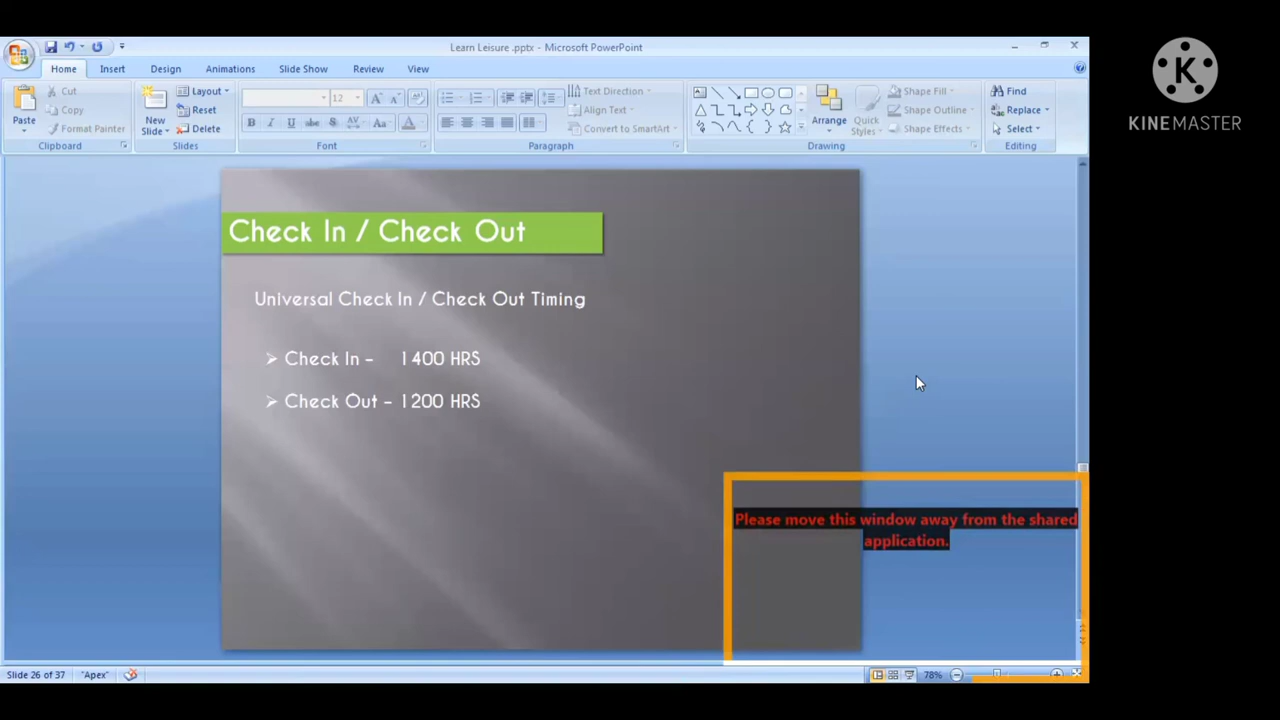 Learn Leisure .pptx - Microsoft PowerPoint
Home Insert Design Animations Slide Show Review View
Cut
Copy
Format Painter
Paste
Clipboard
New Slide
Layout
Reset
Delete
Slides
12
Font
Paragraph
Text Direction
Align Text
Convert to SmartArt
Arrange
Quick Styles
Shape Fill
Shape Outline
Shape Effects
Drawing
Find
Replace
Select
Editing
K
KINEMASTER
Check In / Check Out
Universal Check In / Check Out Timing
➢ Check In – 1400 HRS
➢ Check Out – 1200 HRS
Please move this window away from the shared
application.
Slide 26 of 37 "Apex" 78%